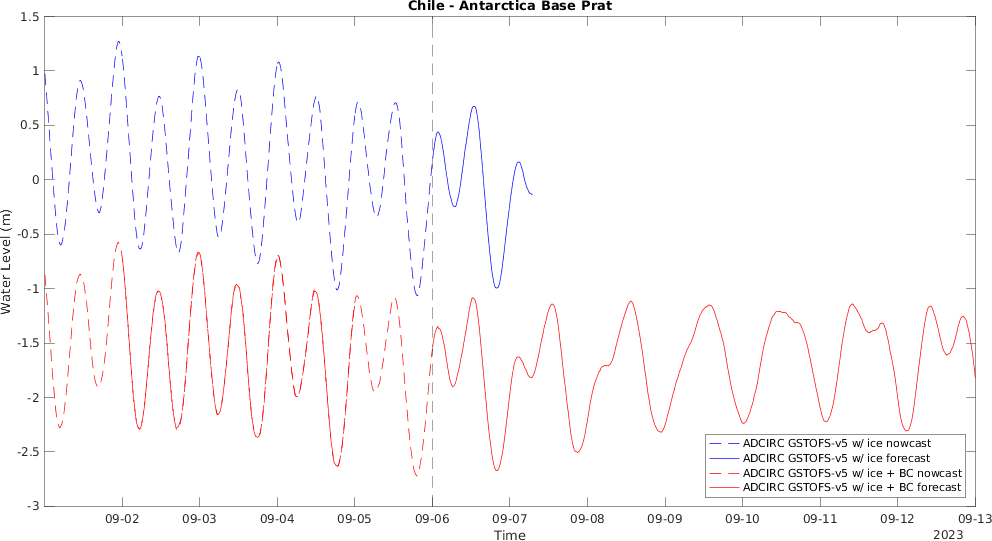 Chile - Antarctica Base Prat
1.5
1
0.5
0
-0.5
-1
-1.5
-2
-2.5
-3
Water Level (m)
ADCIRC GSTOFS-v5 w/ ice nowcast
ADCIRC GSTOFS-v5 w/ ice forecast
ADCIRC GSTOFS-v5 w/ ice + BC nowcast
ADCIRC GSTOFS-v5 w/ ice + BC forecast
09-02 09-03 09-04 09-05 09-06 09-07 09-08 09-09 09-10 09-11 09-12 09-13
Time
2023